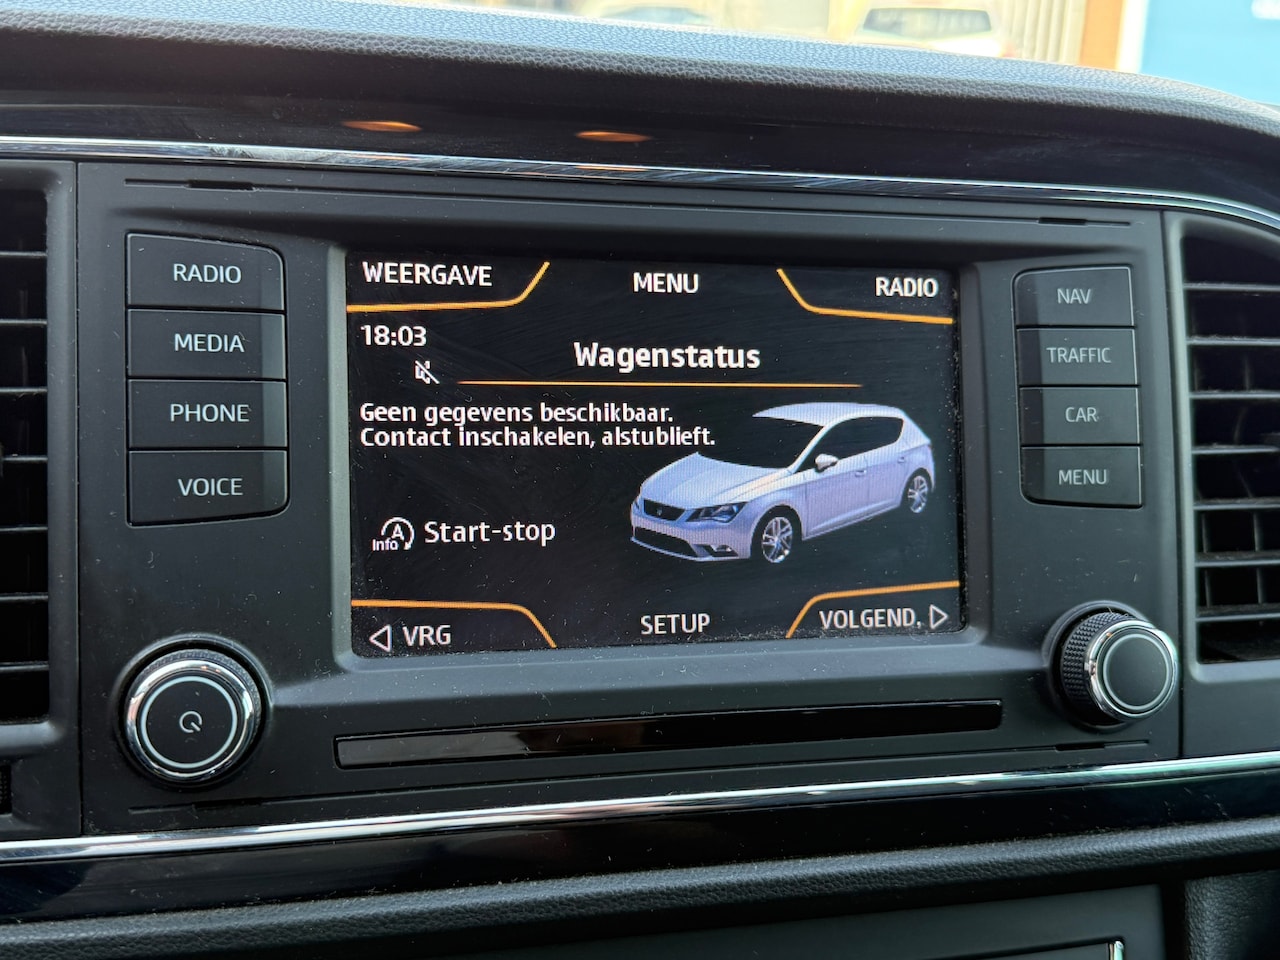 RADIO
MEDIA
PHONE
VOICE
WEERGAVE
MENU
RADIO
18:03
Wagenstatus
Geen gegevens beschikbaar.
Contact inschakelen, alstublieft.
A
Info
Start-stop
VRG
SETUP
VOLGEND.
NAV
TRAFFIC
CAR
MENU